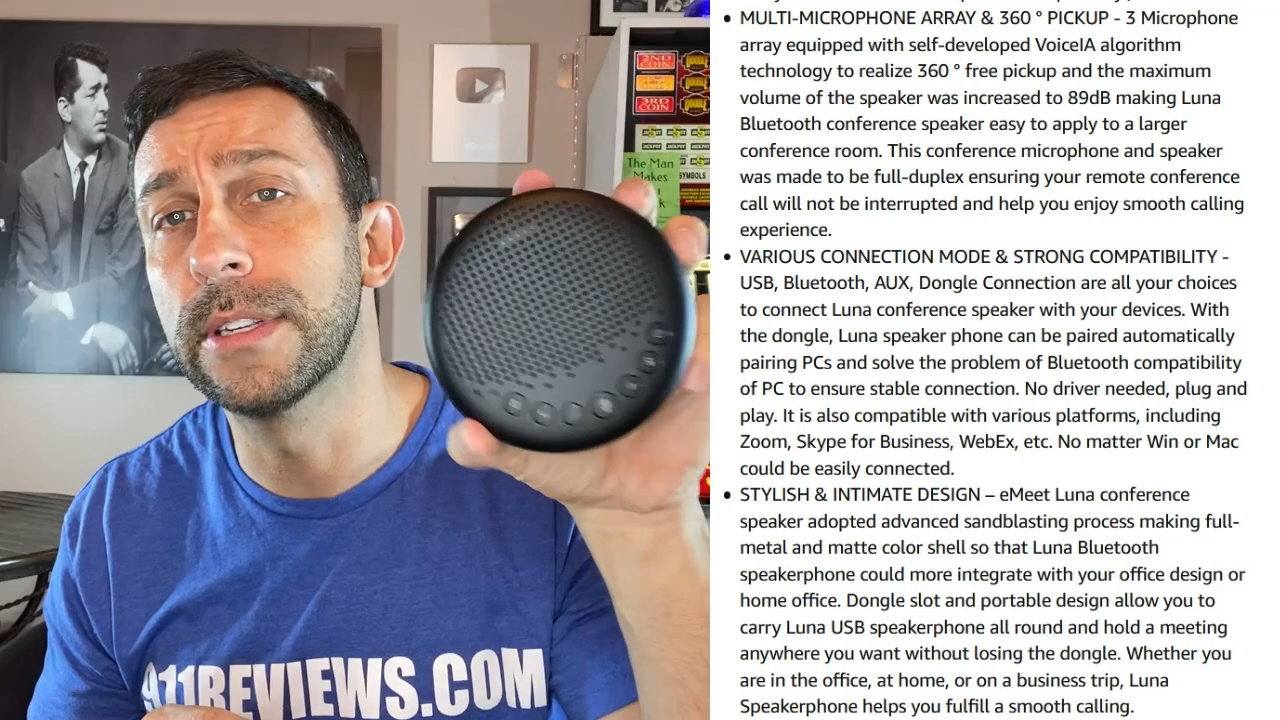 2ND
COIN
3RD
COIN
DOUBLE
JACKPOT
JACKPOT
SYMBOLS
The Man
Makes
911REVIEWS.COM
MULTI-MICROPHONE ARRAY & 360 ° PICKUP - 3 Microphone
array equipped with self-developed VoiceIA algorithm
technology to realize 360 ° free pickup and the maximum
volume of the speaker was increased to 89dB making Luna
Bluetooth conference speaker easy to apply to a larger
conference room. This conference microphone and speaker
was made to be full-duplex ensuring your remote conference
call will not be interrupted and help you enjoy smooth calling
experience.
VARIOUS CONNECTION MODE & STRONG COMPATIBILITY -
USB, Bluetooth, AUX, Dongle Connection are all your choices
to connect Luna conference speaker with your devices. With
the dongle, Luna speaker phone can be paired automatically
pairing PCs and solve the problem of Bluetooth compatibility
of PC to ensure stable connection. No driver needed, plug and
play. It is also compatible with various platforms, including
Zoom, Skype for Business, WebEx, etc. No matter Win or Mac
could be easily connected.
STYLISH & INTIMATE DESIGN – eMeet Luna conference
speaker adopted advanced sandblasting process making full-
metal and matte color shell so that Luna Bluetooth
speakerphone could more integrate with your office design or
home office. Dongle slot and portable design allow you to
carry Luna USB speakerphone all round and hold a meeting
anywhere you want without losing the dongle. Whether you
are in the office, at home, or on a business trip, Luna
Speakerphone helps you fulfill a smooth calling.